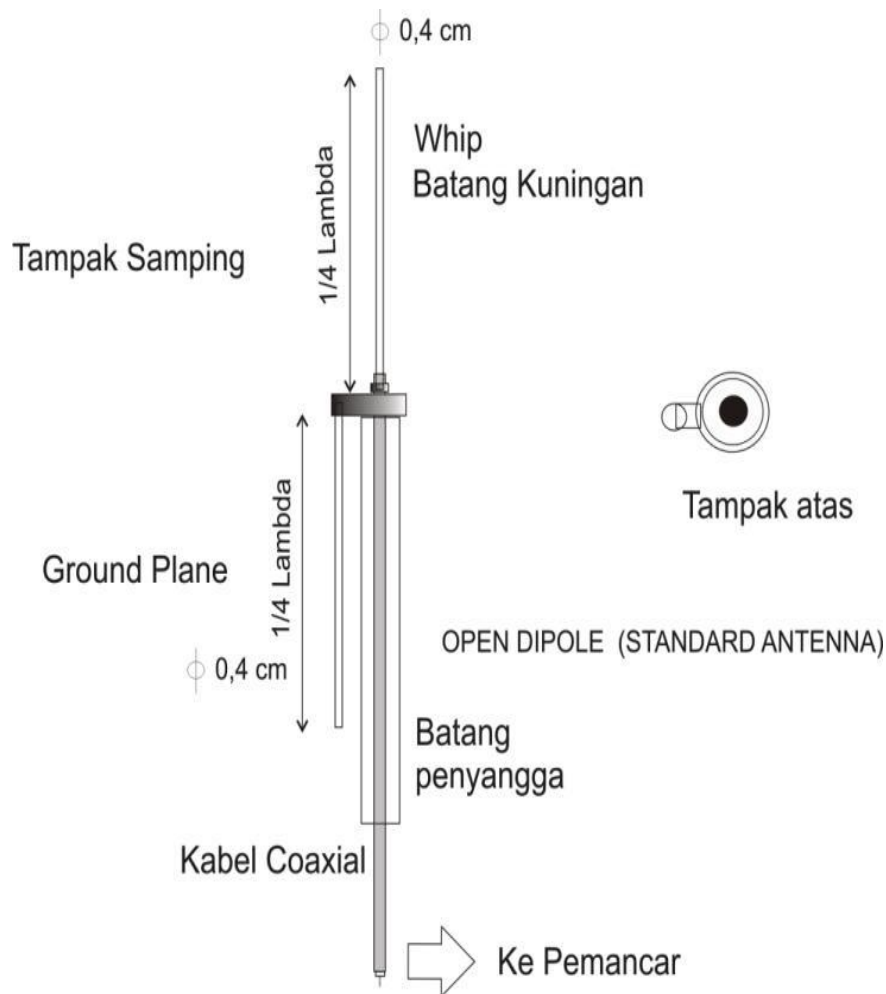 0,4 cm
Whip
Batang Kuningan
1/4 Lambda
Tampak Samping
Tampak atas
1/4 Lambda
Ground Plane
OPEN DIPOLE (STANDARD ANTENNA)
0,4 cm
Batang
penyangga
Kabel Coaxial
Ke Pemancar